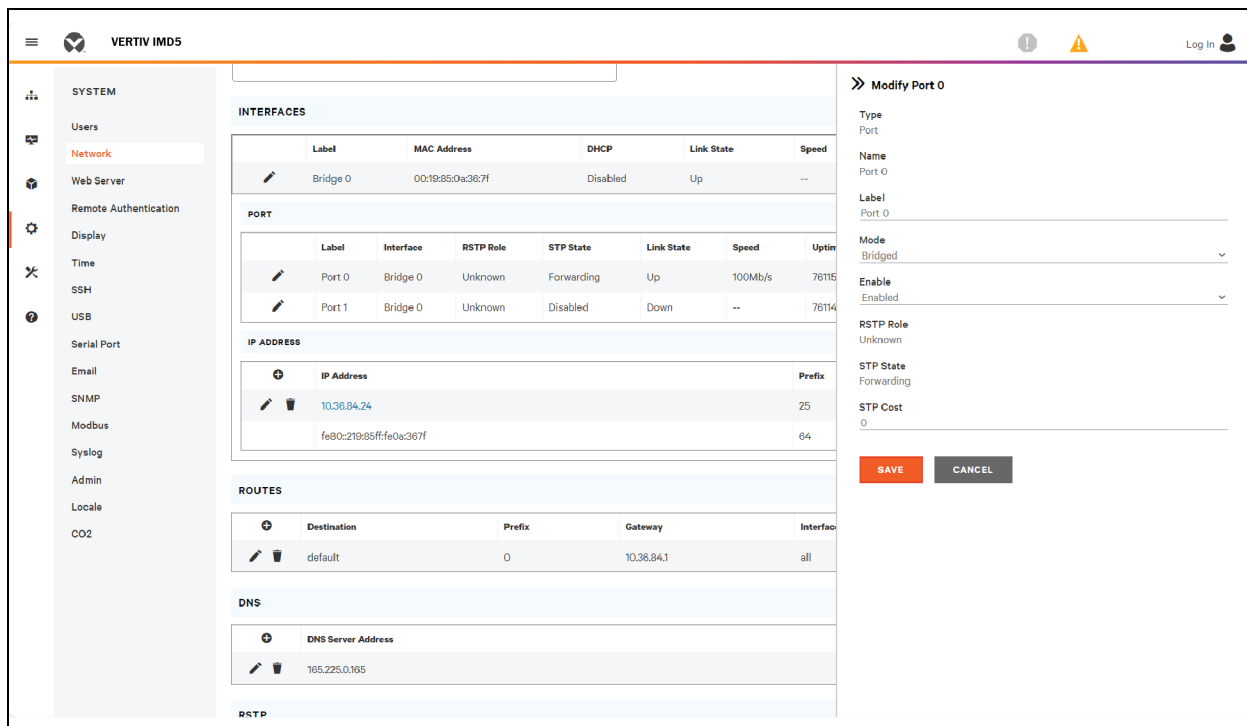 VERTIV IMD5
Log In
SYSTEM
Users
Network
Web Server
Remote Authentication
Display
Time
SSH
USB
Serial Port
Email
SNMP
Modbus
Syslog
Admin
Locale
CO2
INTERFACES
Label MAC Address DHCP Link State Speed
Bridge 0 00:19:85:0a:36:7f Disabled Up --
PORT
Label Interface RSTP Role STP State Link State Speed Uptim
Port 0 Bridge 0 Unknown Forwarding Up 100Mb/s 76115
Port 1 Bridge 0 Unknown Disabled Down -- 76114
IP ADDRESS
IP Address Prefix
10.36.84.24 25
fe80::219:85ff:fe0a:367f 64
ROUTES
Destination Prefix Gateway Interface
default 0 10.36.84.1 all
DNS
DNS Server Address
165.225.0.165
RSTP
Modify Port 0
Type
Port
Name
Port 0
Label
Port 0
Mode
Bridged
Enable
Enabled
RSTP Role
Unknown
STP State
Forwarding
STP Cost
0
SAVE CANCEL